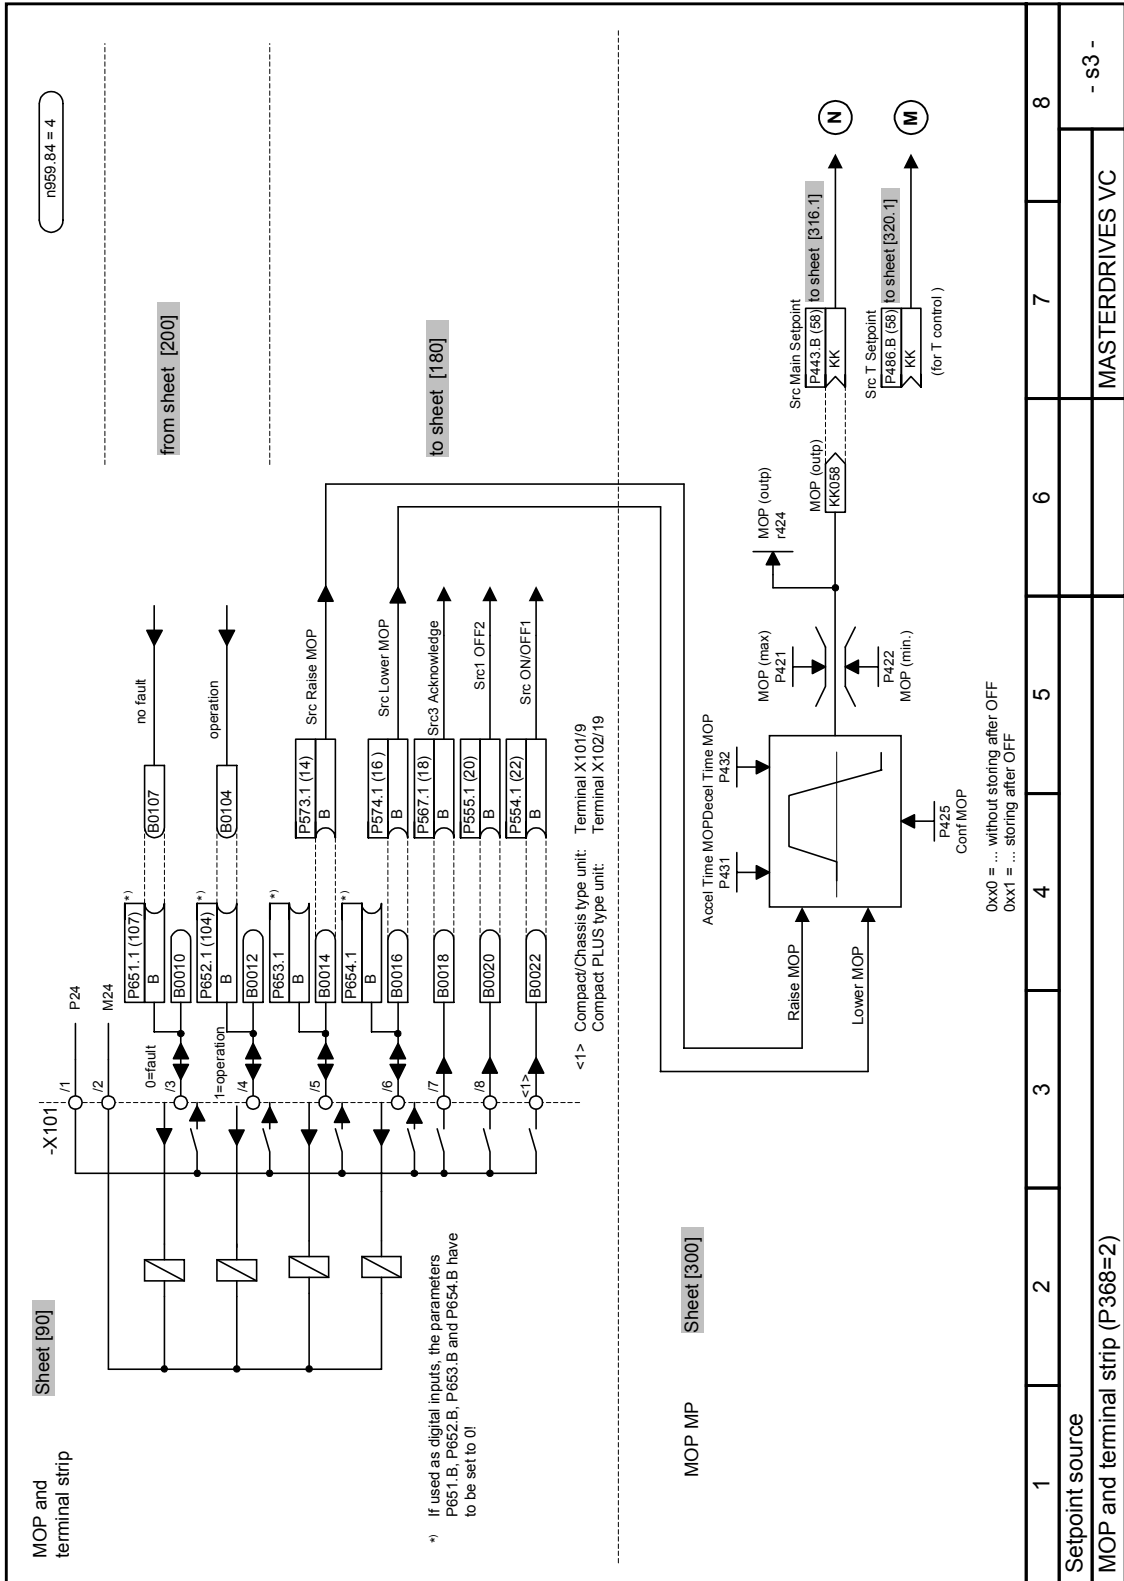 MOP and
terminal strip
Sheet [90]
n959.84 = 4
-X101
/1
P24
/2
M24
0=fault
/3
P651.1 (107)
*)
B
B0010
B0107
no fault
from sheet [200]
1=operation
/4
P652.1 (104)
*)
B
B0012
B0104
operation
/5
P653.1
*)
B
B0014
P573.1 (14)
B
Src Raise MOP
/6
P654.1
*)
B
B0016
P574.1 (16 )
B
Src Lower MOP
to sheet [180]
/7
B0018
P567.1 (18)
B
Src3 Acknowledge
/8
B0020
P555.1 (20)
B
Src1 OFF2
<1>
B0022
P554.1 (22)
B
Src ON/OFF1
*) If used as digital inputs, the parameters
P651.B, P652.B, P653.B and P654.B have
to be set to 0!
<1> Compact/Chassis type unit: Terminal X101/9
Compact PLUS type unit: Terminal X102/19
MOP MP
Sheet [300]
Raise MOP
Lower MOP
Accel Time MOP
P431
Decel Time MOP
P432
P425
Conf MOP
0xx0 = ... without storing after OFF
0xx1 = ... storing after OFF
MOP (max)
P421
P422
MOP (min.)
MOP (outp)
r424
MOP (outp)
KK058
Src Main Setpoint
P443.B (58)
KK
to sheet [316.1]
N
Src T Setpoint
P486.B (58)
KK
to sheet [320.1]
M
(for T control )
1
2
3
4
5
6
7
8
Setpoint source
MOP and terminal strip (P368=2)
MASTERDRIVES VC
- s3 -